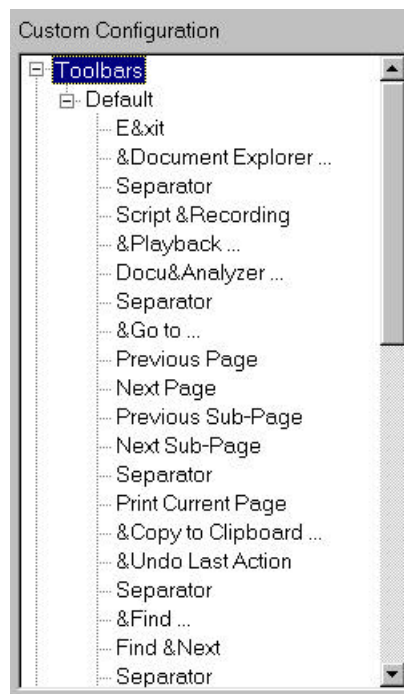 Custom Configuration
Toolbars
Default
E&xit
&Document Explorer ...
Separator
Script &Recording
&Playback ...
Docu&Analyzer ...
Separator
&Go to ...
Previous Page
Next Page
Previous Sub-Page
Next Sub-Page
Separator
Print Current Page
&Copy to Clipboard ...
&Undo Last Action
Separator
&Find ...
Find &Next
Separator